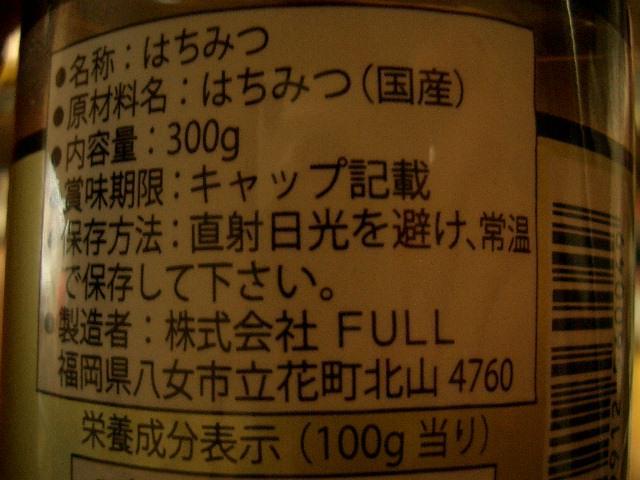 ●名称：はちみつ
●原材料名：はちみつ（国産）
●内容量：300g
賞味期限：キャップ記載
保存方法：直射日光を避け、常温
で保存して下さい。
●製造者：株式会社 FULL
福岡県八女市立花町北山 4760
栄養成分表示（100g 当り）